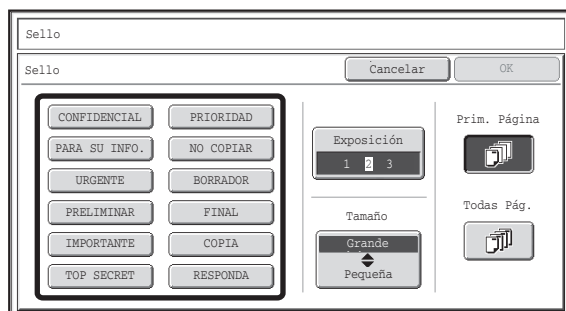 Sello
Sello
Cancelar
OK
CONFIDENCIAL
PRIORIDAD
PARA SU INFO.
NO COPIAR
URGENTE
BORRADOR
PRELIMINAR
FINAL
IMPORTANTE
COPIA
TOP SECRET
RESPONDA
Exposición
1 2 3
Tamaño
Grande
Pequeña
Prim. Página
Todas Pág.